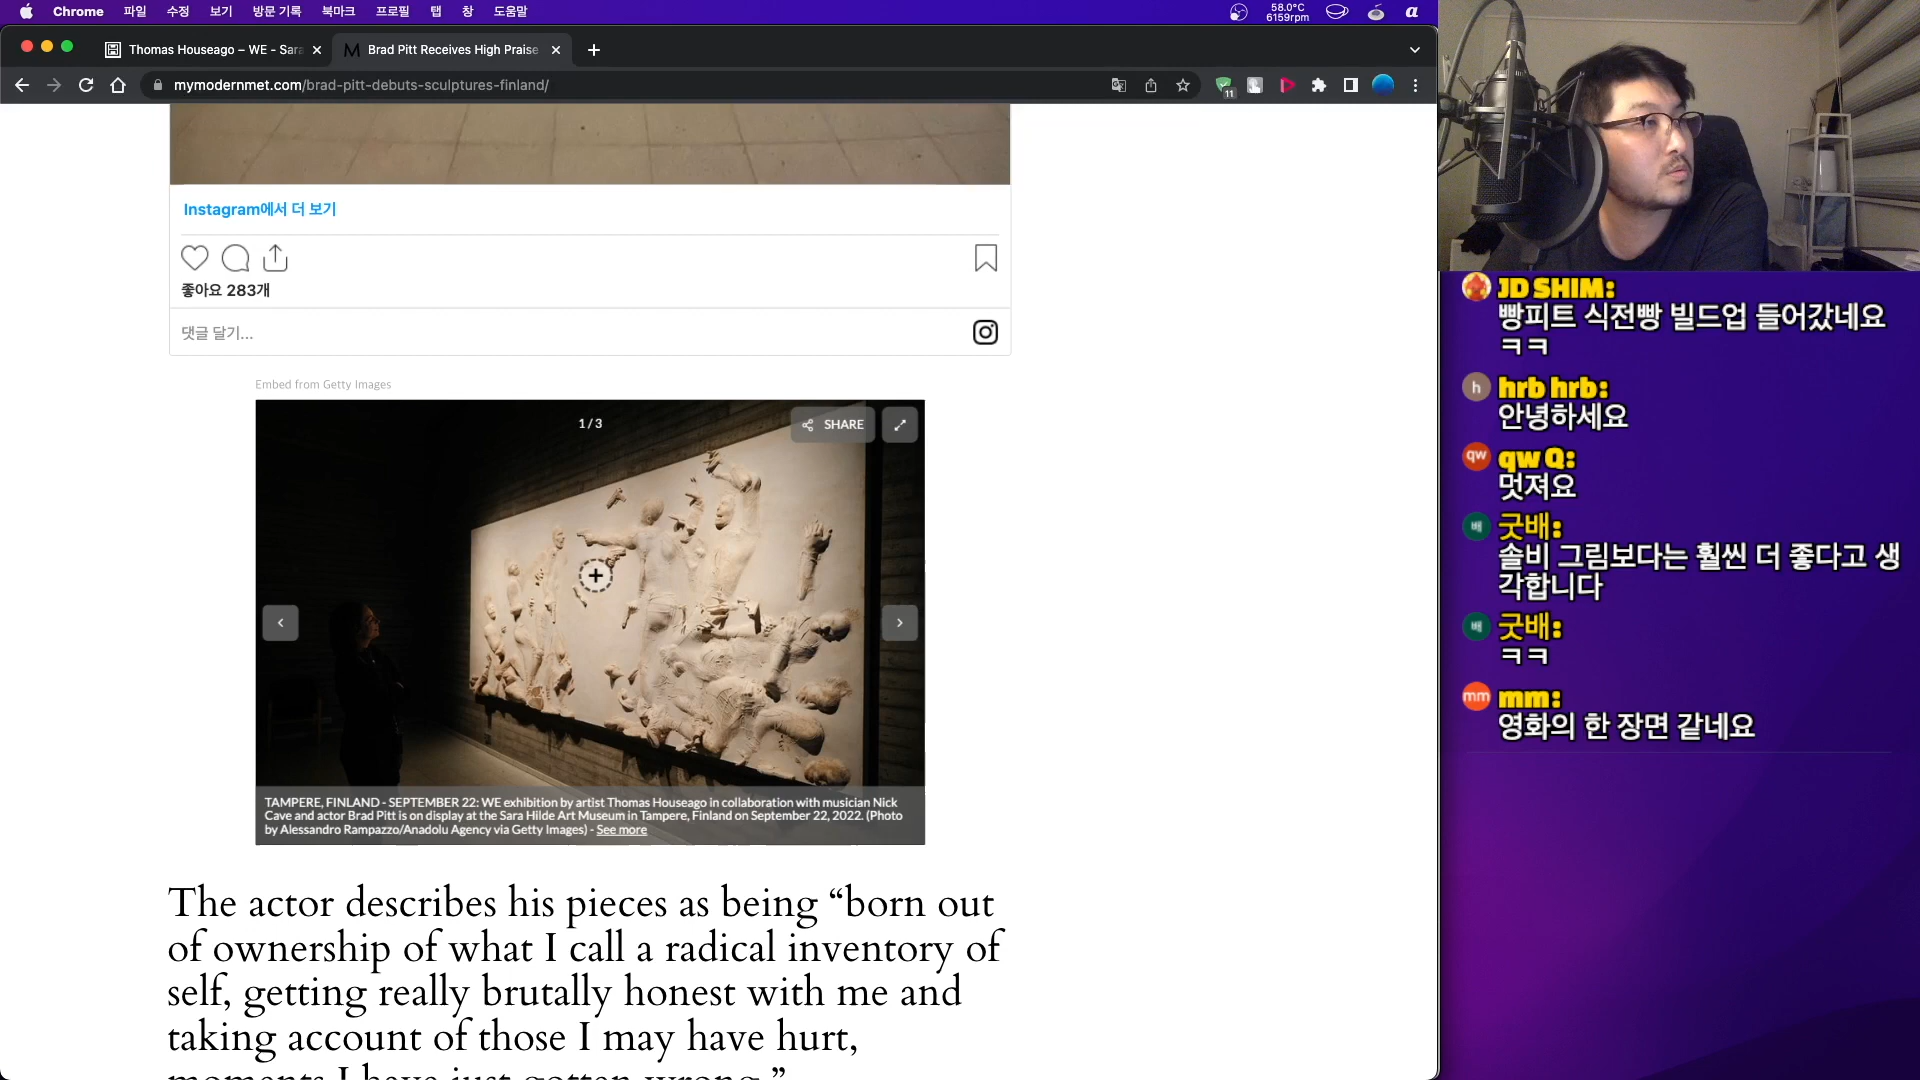 Chrome 파일 수정 보기 방문 기록 북마크 프로필 탭 창 도움말
58.0°C
6159rpm
Thomas Houseago – WE - Sara
Brad Pitt Receives High Praise
mymodernmet.com/brad-pitt-debuts-sculptures-finland/
11
Instagram에서 더 보기
좋아요 283개
댓글 달기...
Embed from Getty Images
1 / 3
SHARE
TAMPERE, FINLAND - SEPTEMBER 22: WE exhibition by artist Thomas Houseago in collaboration with musician Nick
Cave and actor Brad Pitt is on display at the Sara Hilde Art Museum in Tampere, Finland on September 22, 2022. (Photo
by Alessandro Rampazzo/Anadolu Agency via Getty Images) - See more
The actor describes his pieces as being “born out
of ownership of what I call a radical inventory of
self, getting really brutally honest with me and
taking account of those I may have hurt,
moments I have just gotten wrong.”
JD SHIM:
빵피트 식전빵 빌드업 들어갔네요
ㅋㅋ
h
hrb hrb:
안녕하세요
qw
qw Q:
멋져요
배
굿배:
솔비 그림보다는 훨씬 더 좋다고 생
각합니다
배
굿배:
ㅋㅋ
mm
mm:
영화의 한 장면 같네요